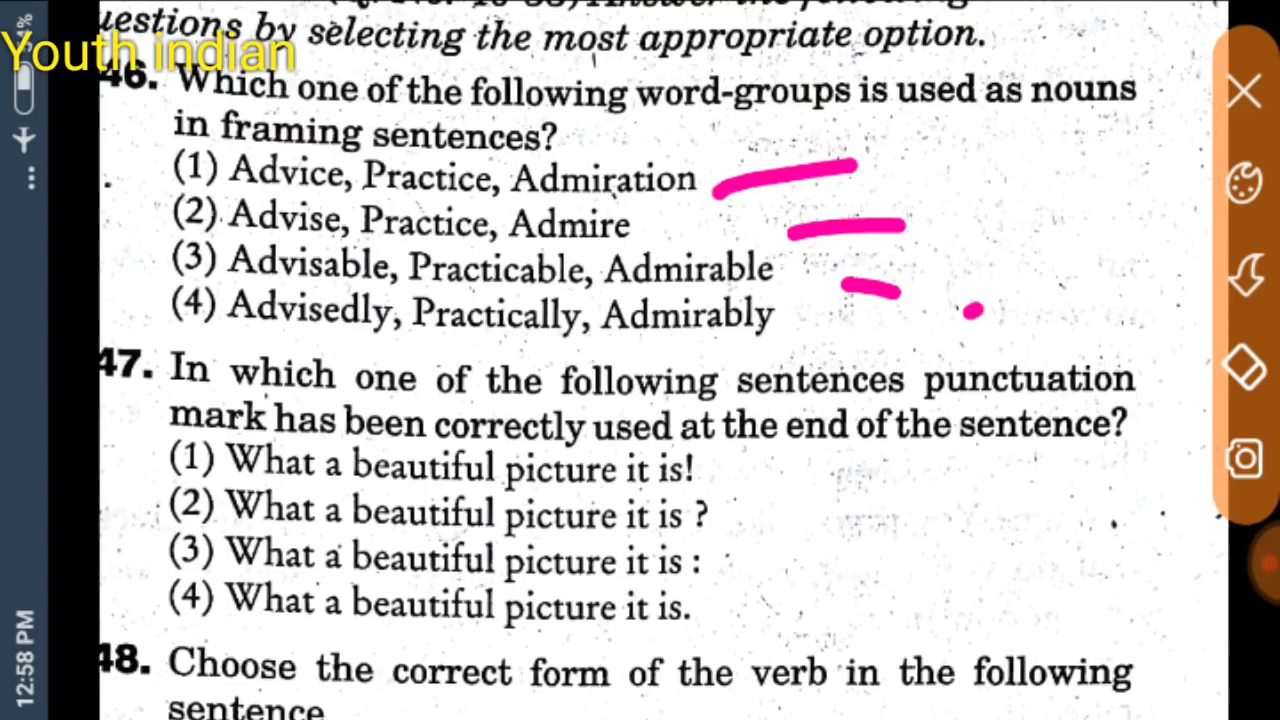 uestions by selecting the most appropriate option.
Youth indian
46. Which one of the following word-groups is used as nouns
in framing sentences?
(1) Advice, Practice, Admiration
(2) Advise, Practice, Admire
(3) Advisable, Practicable, Admirable
(4) Advisedly, Practically, Admirably
47. In which one of the following sentences punctuation
mark has been correctly used at the end of the sentence?
(1) What a beautiful picture it is!
(2) What a beautiful picture it is ?
(3) What a beautiful picture it is :
(4) What a beautiful picture it is.
48. Choose the correct form of the verb in the following
sentence
12:58 PM